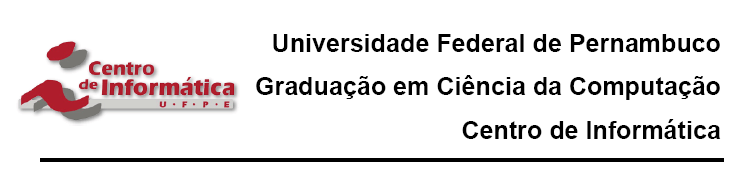 Centro
de Informática
U · F · P · E
Universidade Federal de Pernambuco
Graduação em Ciência da Computação
Centro de Informática